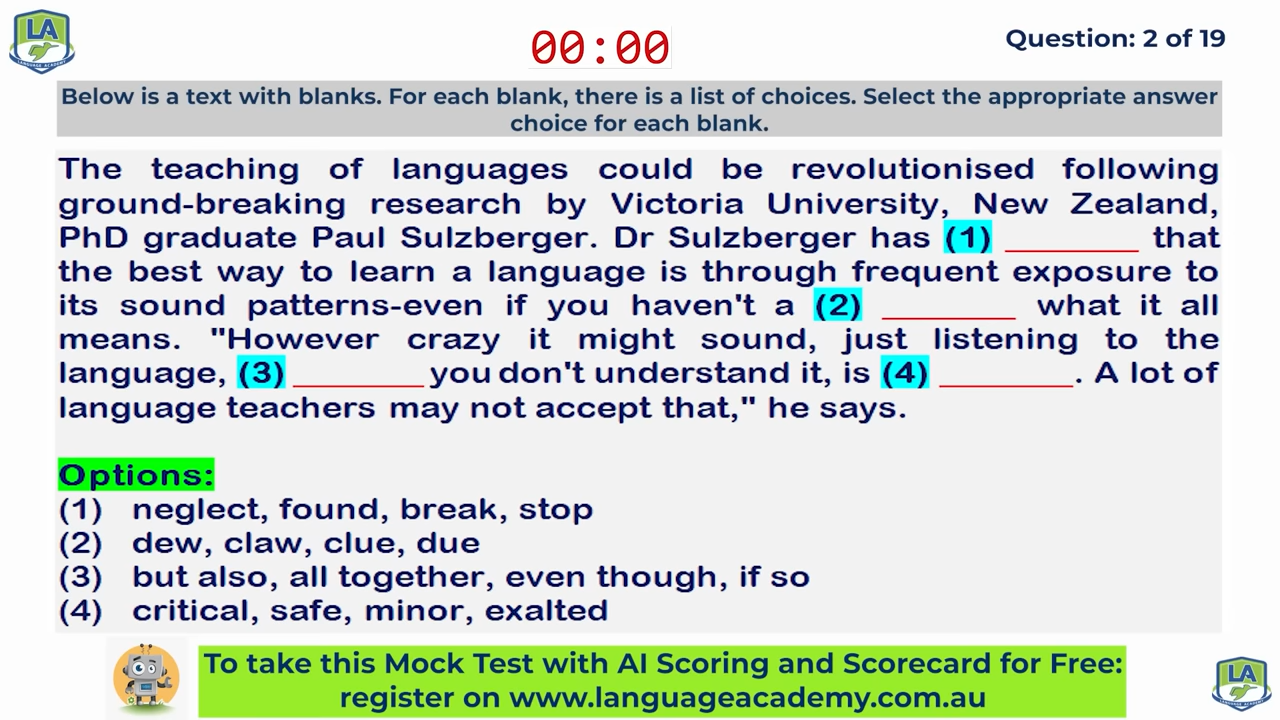 LA
LANGUAGE ACADEMY
00:00
Question: 2 of 19
Below is a text with blanks. For each blank, there is a list of choices. Select the appropriate answer
choice for each blank.
The teaching of languages could be revolutionised following
ground-breaking research by Victoria University, New Zealand,
PhD graduate Paul Sulzberger. Dr Sulzberger has (1) ________ that
the best way to learn a language is through frequent exposure to
its sound patterns-even if you haven't a (2) ________ what it all
means. "However crazy it might sound, just listening to the
language, (3) ________ you don't understand it, is (4) ________. A lot of
language teachers may not accept that," he says.
Options:
(1) neglect, found, break, stop
(2) dew, claw, clue, due
(3) but also, all together, even though, if so
(4) critical, safe, minor, exalted
To take this Mock Test with AI Scoring and Scorecard for Free:
register on www.languageacademy.com.au
LA